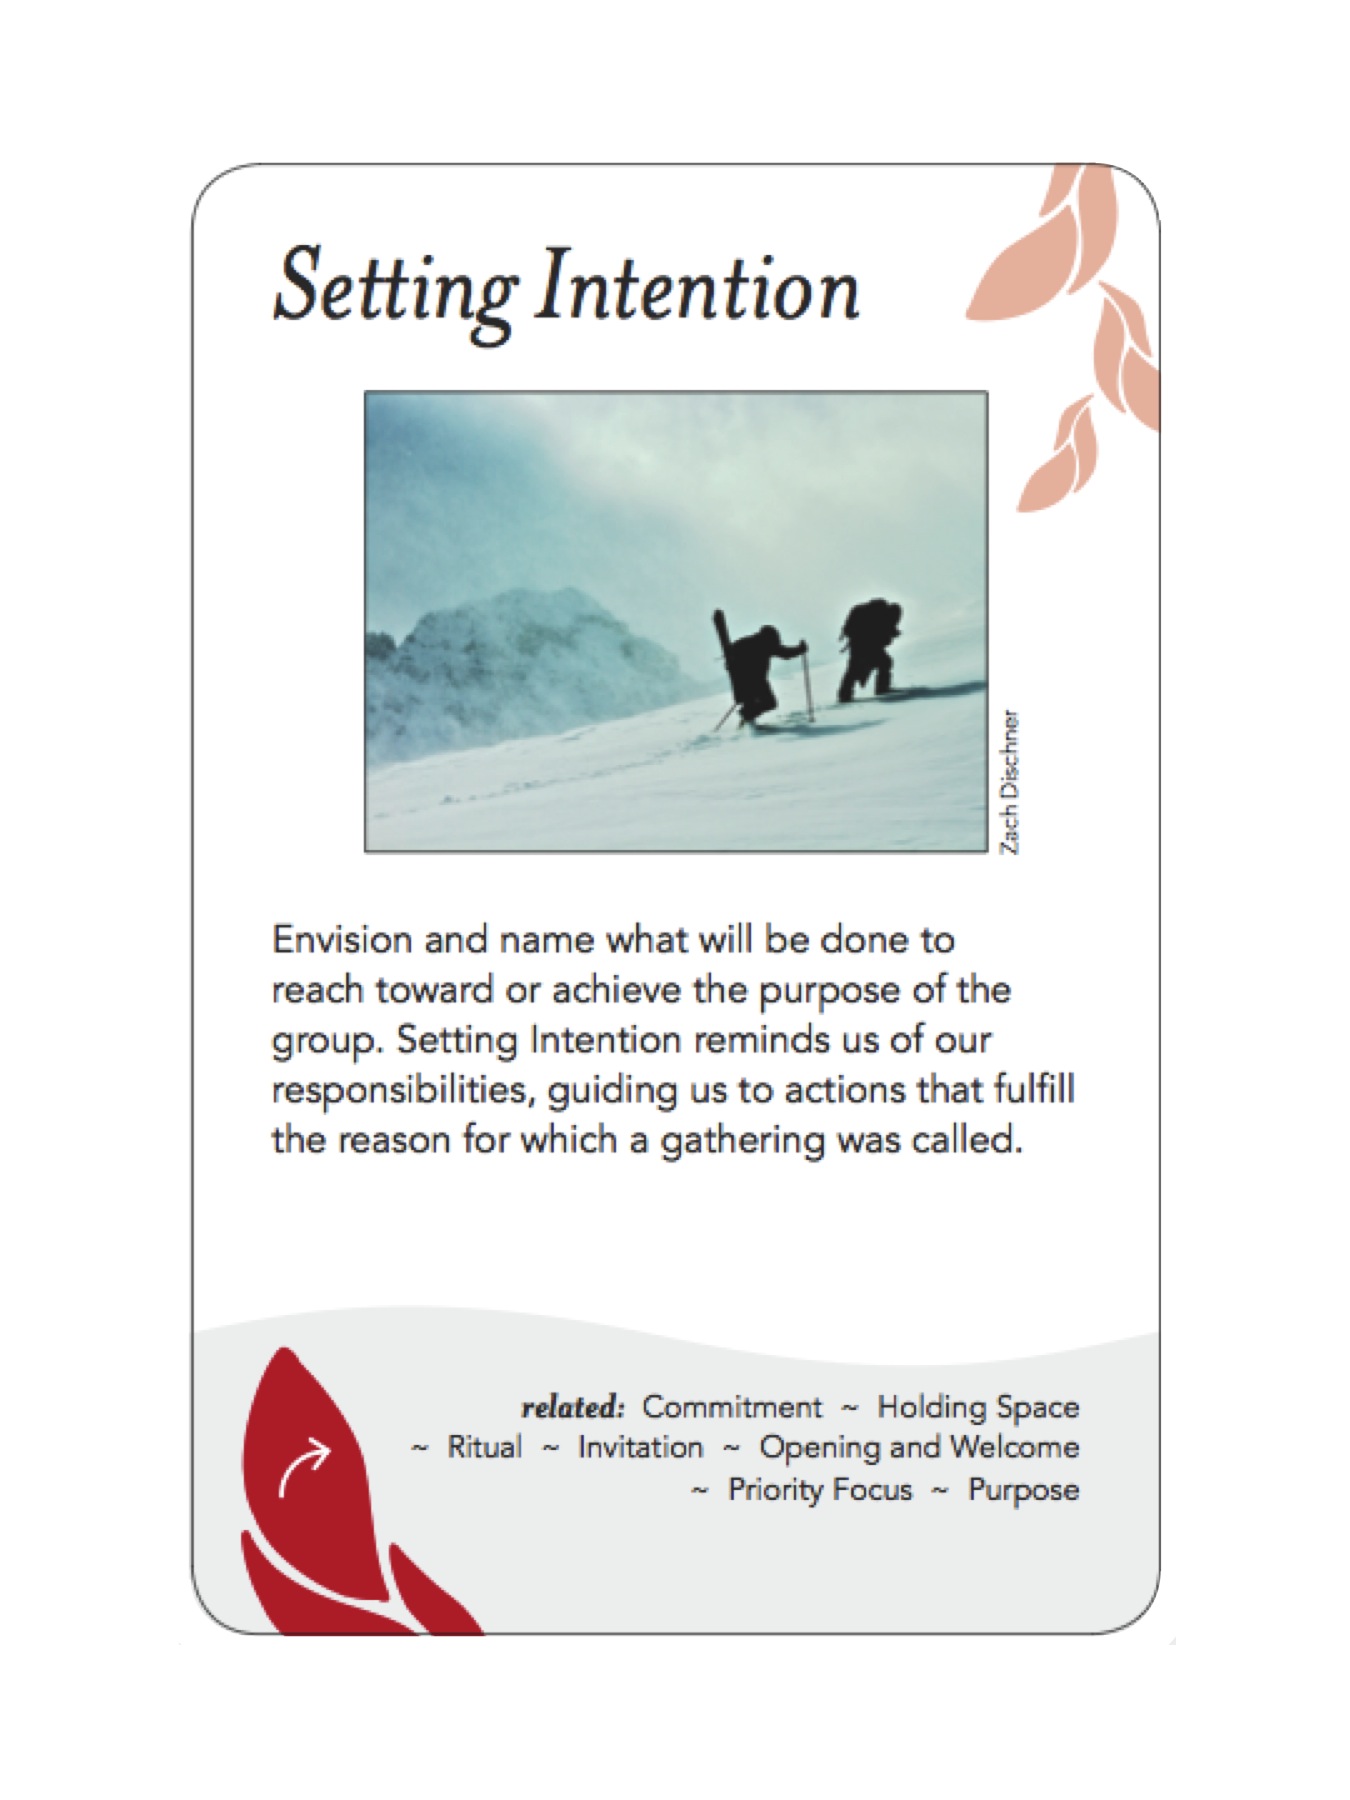 Setting Intention
Zach Dischner
Envision and name what will be done to
reach toward or achieve the purpose of the
group. Setting Intention reminds us of our
responsibilities, guiding us to actions that fulfill
the reason for which a gathering was called.
related: Commitment ~ Holding Space
~ Ritual ~ Invitation ~ Opening and Welcome
~ Priority Focus ~ Purpose